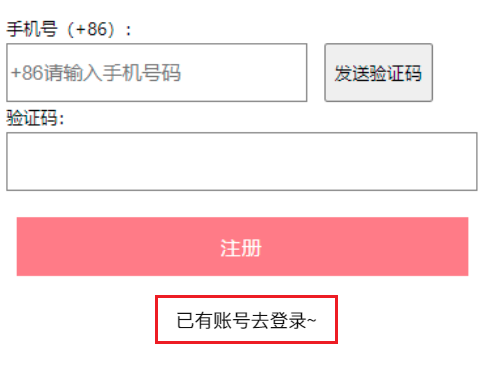 手机号（+86）：
+86请输入手机号码
发送验证码
验证码：
注册
已有账号去登录~